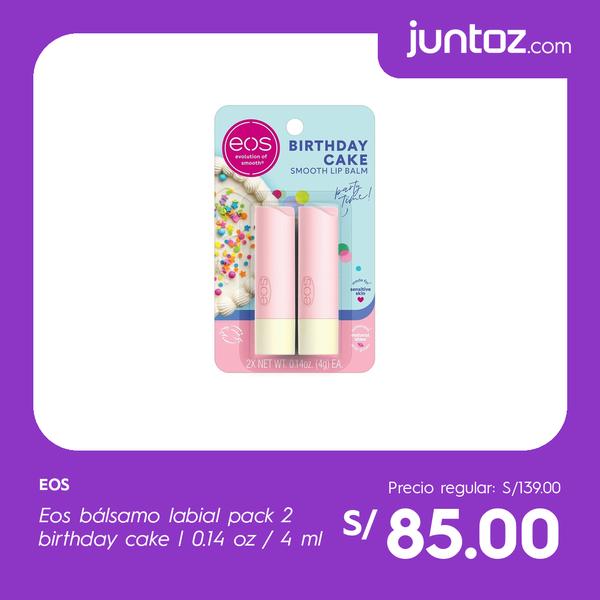 juntoz.com
eos
evolution of
smooth®
BIRTHDAY
CAKE
SMOOTH LIP BALM
party
time!
made for
sensitive
skin
eos
eos
2X NET WT. 0.14oz. (4g) EA.
EOS
Precio regular: S/139.00
Eos bálsamo labial pack 2
birthday cake | 0.14 oz / 4 ml
S/ 85.00